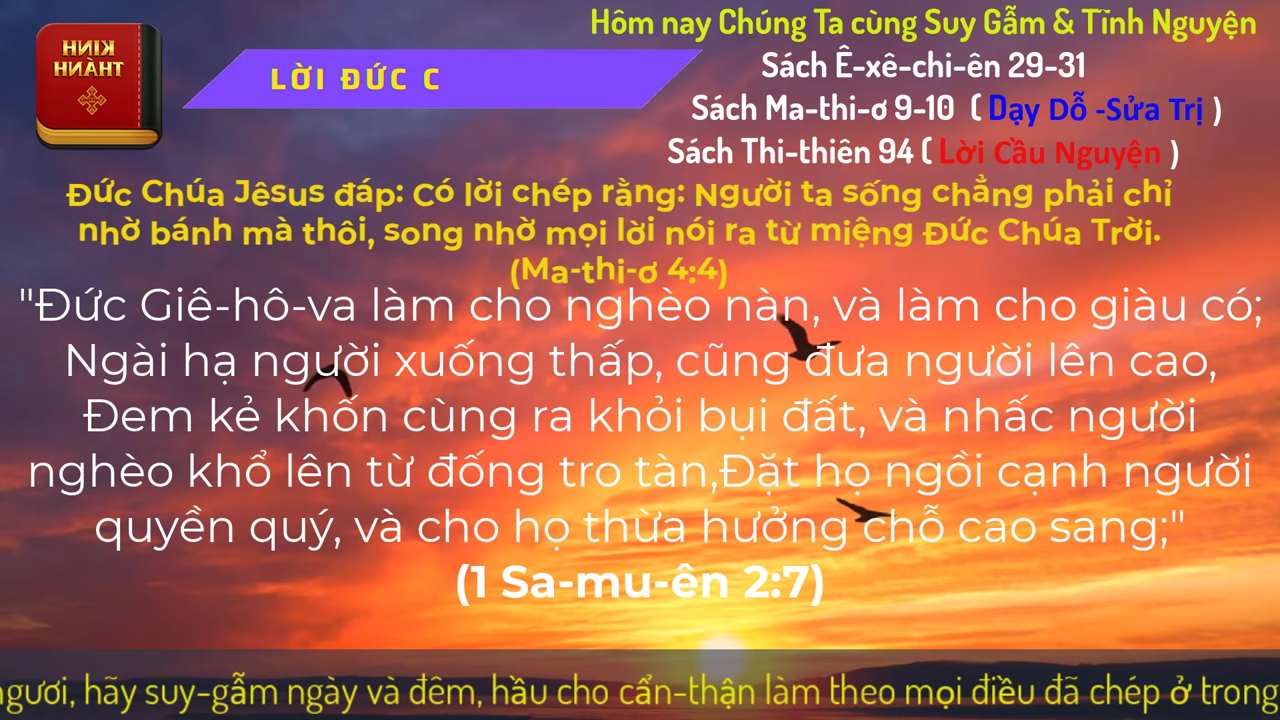 KINH
THÀNH
LỜI ĐỨC C
Hôm nay Chúng Ta cùng Suy Gẫm & Tĩnh Nguyện
Sách Ê-xê-chi-ên 29-31
Sách Ma-thi-ơ 9-10 ( Dạy Dỗ -Sửa Trị )
Sách Thi-thiên 94 ( Lời Cầu Nguyện )
Đức Chúa Jêsus đáp: Có lời chép rằng: Người ta sống chẳng phải chỉ
nhờ bánh mà thôi, song nhờ mọi lời nói ra từ miệng Đức Chúa Trời.
(Ma-thi-ơ 4:4)
"Đức Giê-hô-va làm cho nghèo nàn, và làm cho giàu có;
Ngài hạ người xuống thấp, cũng đưa người lên cao,
Đem kẻ khốn cùng ra khỏi bụi đất, và nhấc người
nghèo khổ lên từ đống tro tàn,Đặt họ ngồi cạnh người
quyền quý, và cho họ thừa hưởng chỗ cao sang;"
(1 Sa-mu-ên 2:7)
ngươi, hãy suy-gẫm ngày và đêm, hầu cho cẩn-thận làm theo mọi điều đã chép ở trong